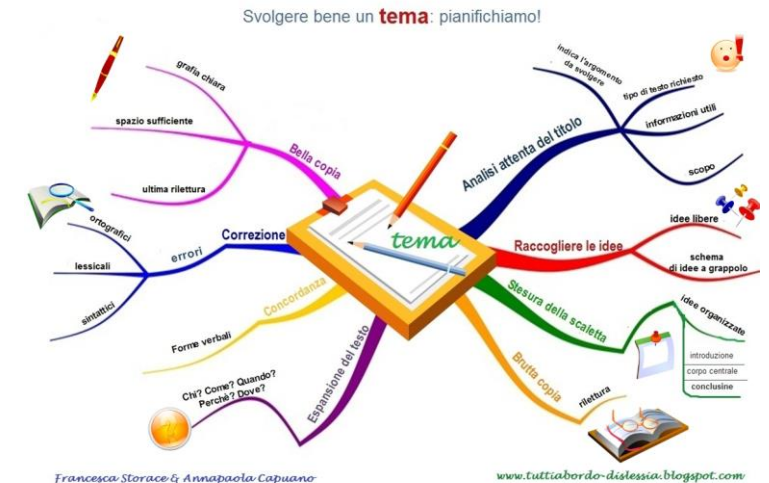 Svolgere bene un tema: pianifichiamo!
tema
Analisi attenta del titolo
Indica l'argomento
da svolgere
tipo di testo richiesto
informazioni utili
scopo
Raccogliere le idee
idee libere
schema
di idee a grappolo
Stesura della scaletta
idee organizzate
introduzione
corpo centrale
conclusine
Brutta copia
rilettura
Espansione del testo
Chi? Come? Quando?
Perchè? Dove?
Concordanza
Forme verbali
Correzione
errori
ortografici
lessicali
sintattici
Bella copia
grafia chiara
spazio sufficiente
ultima rilettura
Francesca Storace & Annapaola Capuano
www.tuttiabordo-dislessia.blogspot.com